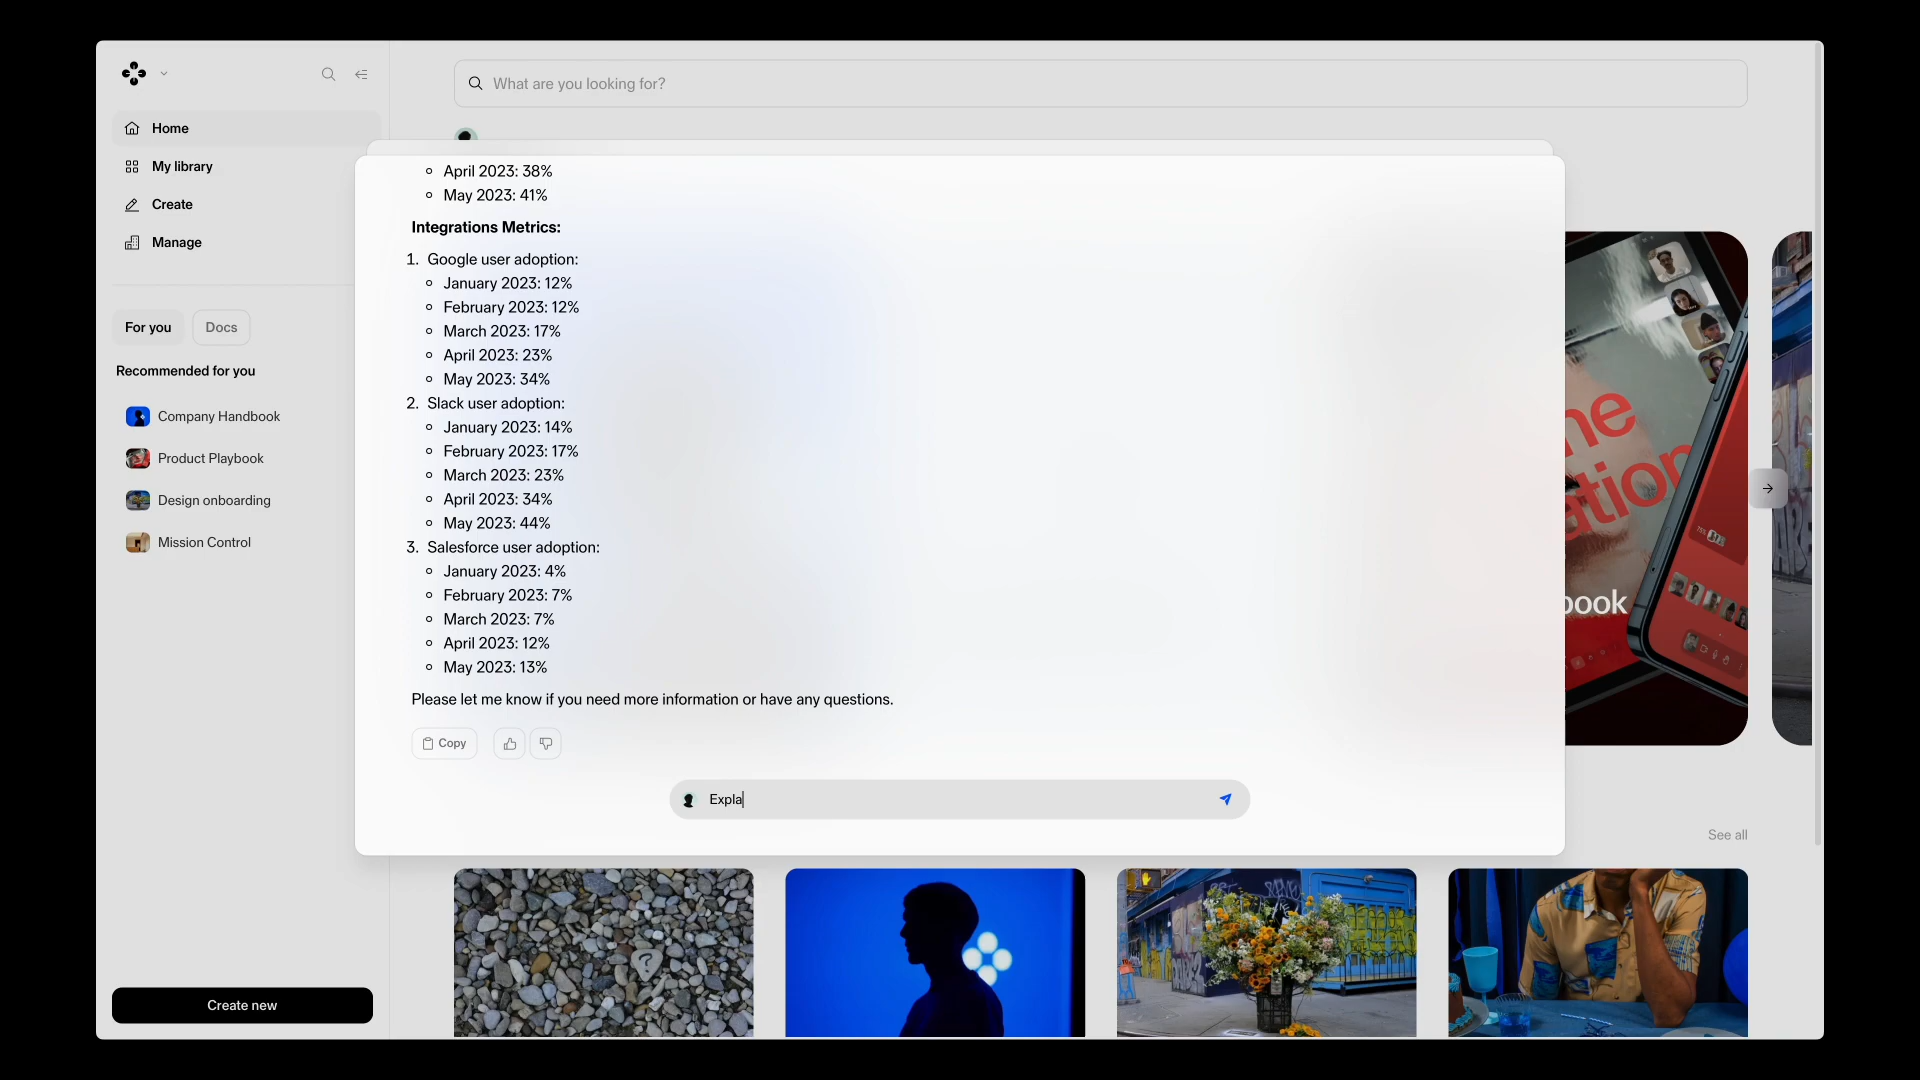 What are you looking for?
Home
My library
Create
Manage
For you
Docs
Recommended for you
Company Handbook
Product Playbook
Design onboarding
Mission Control
Create new
April 2023: 38%
May 2023: 41%
Integrations Metrics:
1. Google user adoption:
January 2023: 12%
February 2023: 12%
March 2023: 17%
April 2023: 23%
May 2023: 34%
2. Slack user adoption:
January 2023: 14%
February 2023: 17%
March 2023: 23%
April 2023: 34%
May 2023: 44%
3. Salesforce user adoption:
January 2023: 4%
February 2023: 7%
March 2023: 7%
April 2023: 12%
May 2023: 13%
Please let me know if you need more information or have any questions.
Copy
Expla
See all